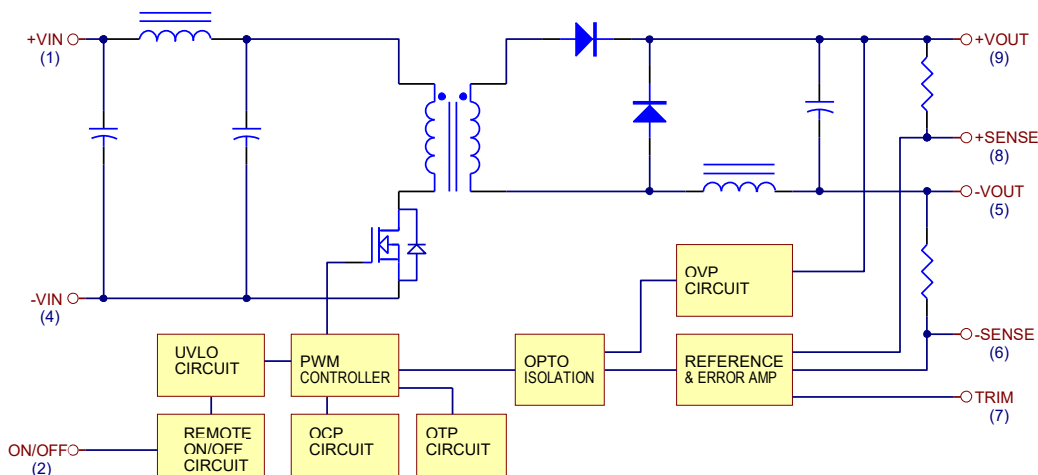 +VIN
(1)
+VOUT
(9)
+SENSE
(8)
-VOUT
(5)
-VIN
(4)
OVP
CIRCUIT
UVLO
CIRCUIT
PWM
CONTROLLER
OPTO
ISOLATION
REFERENCE
& ERROR AMP
-SENSE
(6)
TRIM
(7)
ON/OFF
(2)
REMOTE
ON/OFF
CIRCUIT
OCP
CIRCUIT
OTP
CIRCUIT